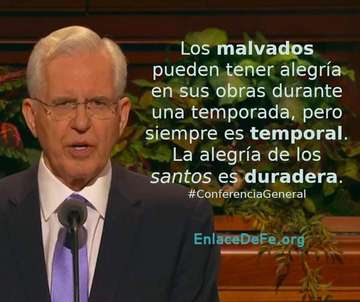 Los malvados
pueden tener alegría
en sus obras durante
una temporada, pero
siempre es temporal.
La alegría de los
santos es duradera.
#ConferenciaGeneral
EnlaceDeFe.org